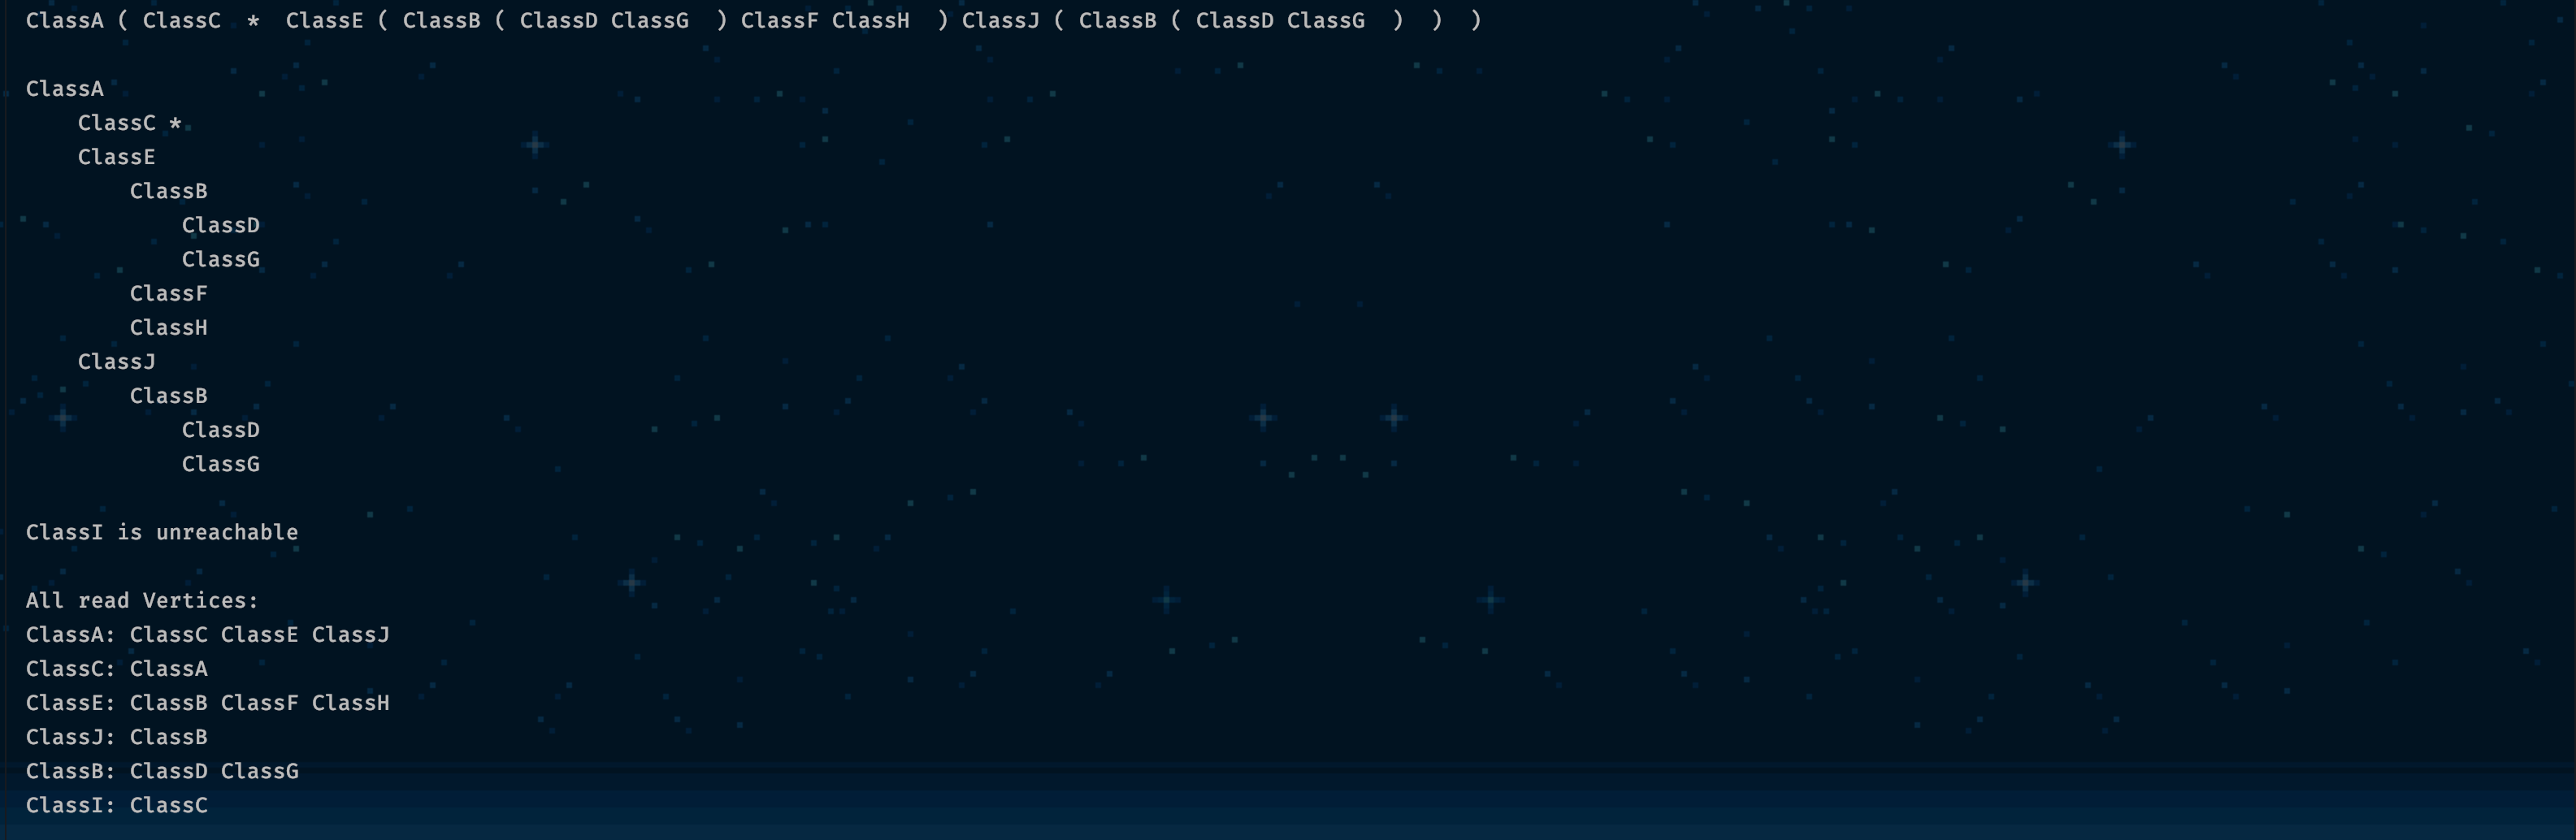 ClassA ( ClassC  *  ClassE ( ClassB ( ClassD ClassG  ) ClassF ClassH  ) ClassJ ( ClassB ( ClassD ClassG  )  )  )
ClassA
    ClassC *
    ClassE
        ClassB
            ClassD
            ClassG
        ClassF
        ClassH
    ClassJ
        ClassB
            ClassD
            ClassG
ClassI is unreachable
All read Vertices:
ClassA: ClassC ClassE ClassJ
ClassC: ClassA
ClassE: ClassB ClassF ClassH
ClassJ: ClassB
ClassB: ClassD ClassG
ClassI: ClassC